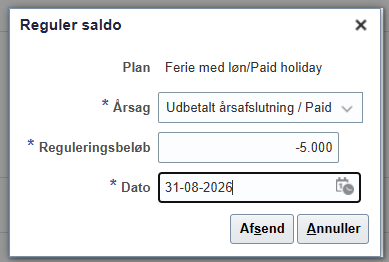 Reguler saldo
Plan Ferie med løn/Paid holiday
* Årsag Udbetalt årsafslutning / Paid
* Reguleringsbeløb -5.000
* Dato 31-08-2026
Afsend Annuller